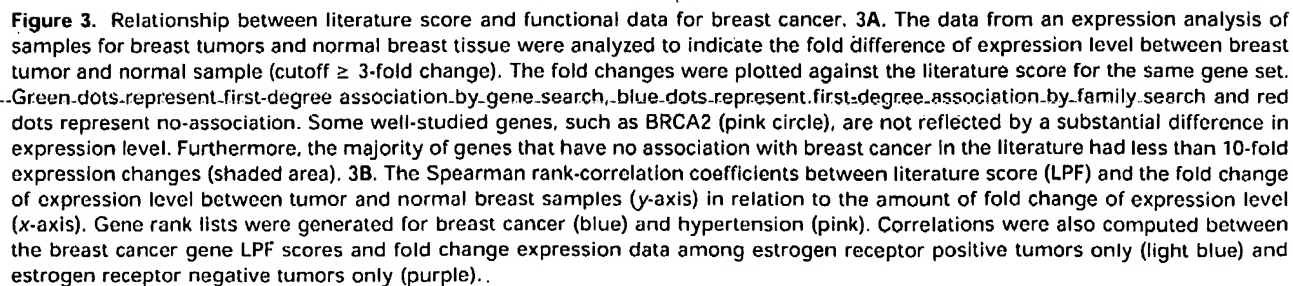 Figure 3. Relationship between literature score and functional data for breast cancer. 3A. The data from an expression analysis of
samples for breast tumors and normal breast tissue were analyzed to indicate the fold difference of expression level between breast
tumor and normal sample (cutoff ≥ 3-fold change). The fold changes were plotted against the literature score for the same gene set.
Green dots represent first-degree association by gene search, blue dots represent first-degree association by family search and red
dots represent no-association. Some well-studied genes, such as BRCA2 (pink circle), are not reflected by a substantial difference in
expression level. Furthermore, the majority of genes that have no association with breast cancer in the literature had less than 10-fold
expression changes (shaded area). 3B. The Spearman rank-correlation coefficients between literature score (LPF) and the fold change
of expression level between tumor and normal breast samples (y-axis) in relation to the amount of fold change of expression level
(x-axis). Gene rank lists were generated for breast cancer (blue) and hypertension (pink). Correlations were also computed between
the breast cancer gene LPF scores and fold change expression data among estrogen receptor positive tumors only (light blue) and
estrogen receptor negative tumors only (purple)..